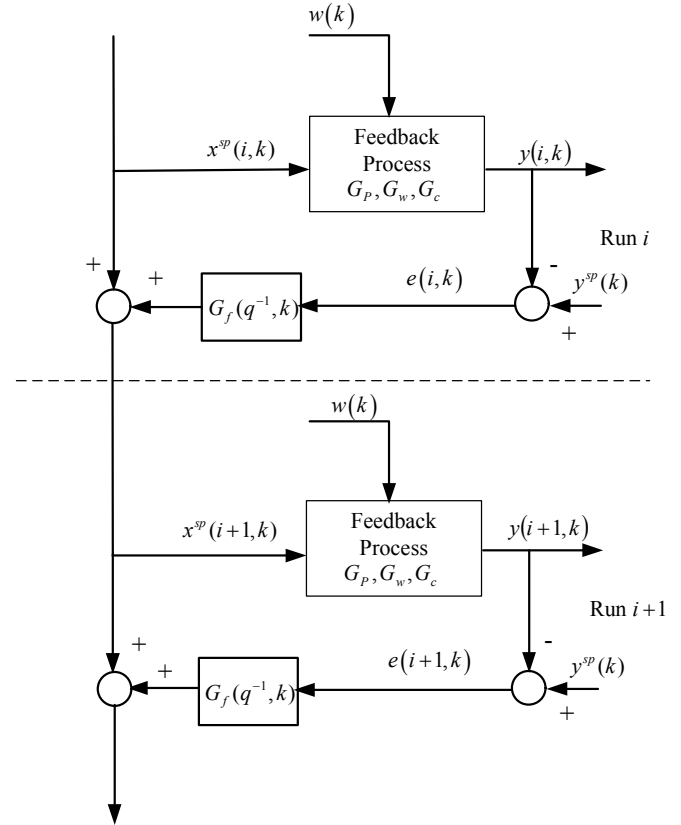 w(k)
x^{sp}(i,k)
Feedback
Process
G_P, G_w, G_c
y(i,k)
Run i
+
+
G_f(q^{-1},k)
e(i,k)
-
y^{sp}(k)
+
w(k)
x^{sp}(i+1,k)
Feedback
Process
G_P, G_w, G_c
y(i+1,k)
Run i+1
+
+
G_f(q^{-1},k)
e(i+1,k)
-
y^{sp}(k)
+